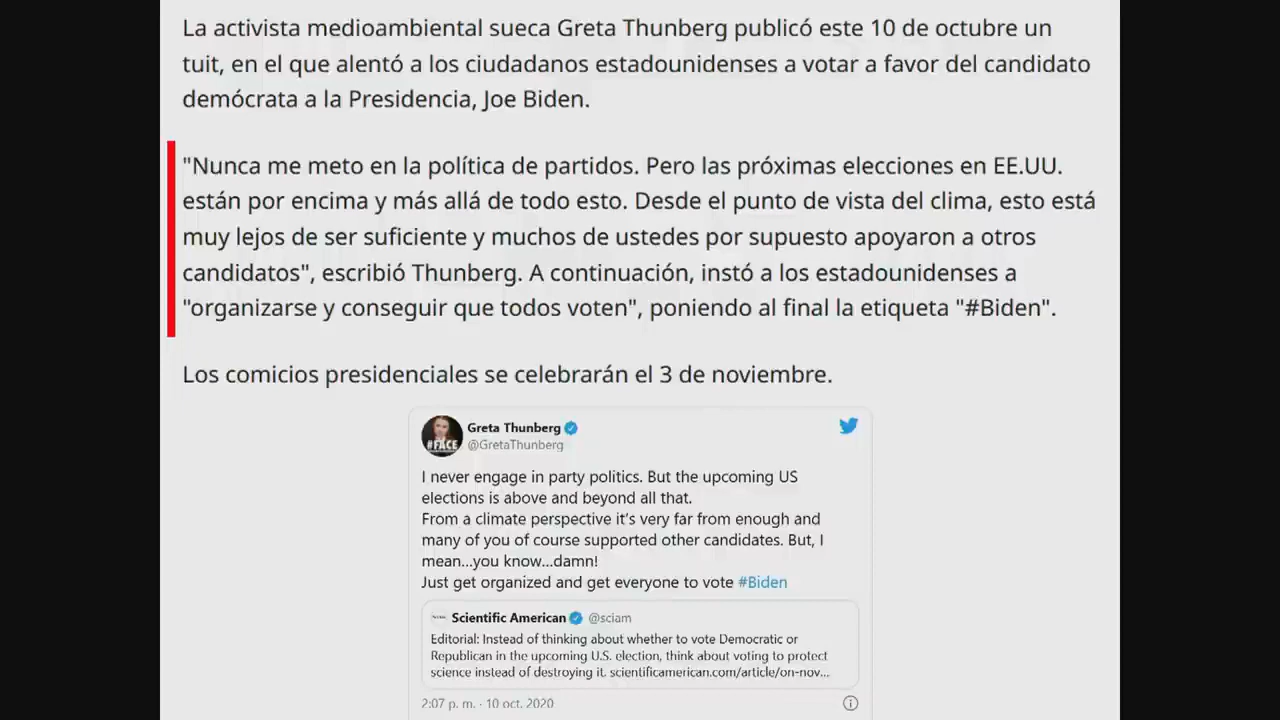 La activista medioambiental sueca Greta Thunberg publicó este 10 de octubre un
tuit, en el que alentó a los ciudadanos estadounidenses a votar a favor del candidato
demócrata a la Presidencia, Joe Biden.
"Nunca me meto en la política de partidos. Pero las próximas elecciones en EE.UU.
están por encima y más allá de todo esto. Desde el punto de vista del clima, esto está
muy lejos de ser suficiente y muchos de ustedes por supuesto apoyaron a otros
candidatos", escribió Thunberg. A continuación, instó a los estadounidenses a
"organizarse y conseguir que todos voten", poniendo al final la etiqueta "#Biden".
Los comicios presidenciales se celebrarán el 3 de noviembre.
#FACE
Greta Thunberg
@GretaThunberg
I never engage in party politics. But the upcoming US
elections is above and beyond all that.
From a climate perspective it's very far from enough and
many of you of course supported other candidates. But, I
mean...you know...damn!
Just get organized and get everyone to vote #Biden
Scientific American @sciam
Editorial: Instead of thinking about whether to vote Democratic or
Republican in the upcoming U.S. election, think about voting to protect
science instead of destroying it. scientificamerican.com/article/on-nov...
2:07 p. m. · 10 oct. 2020